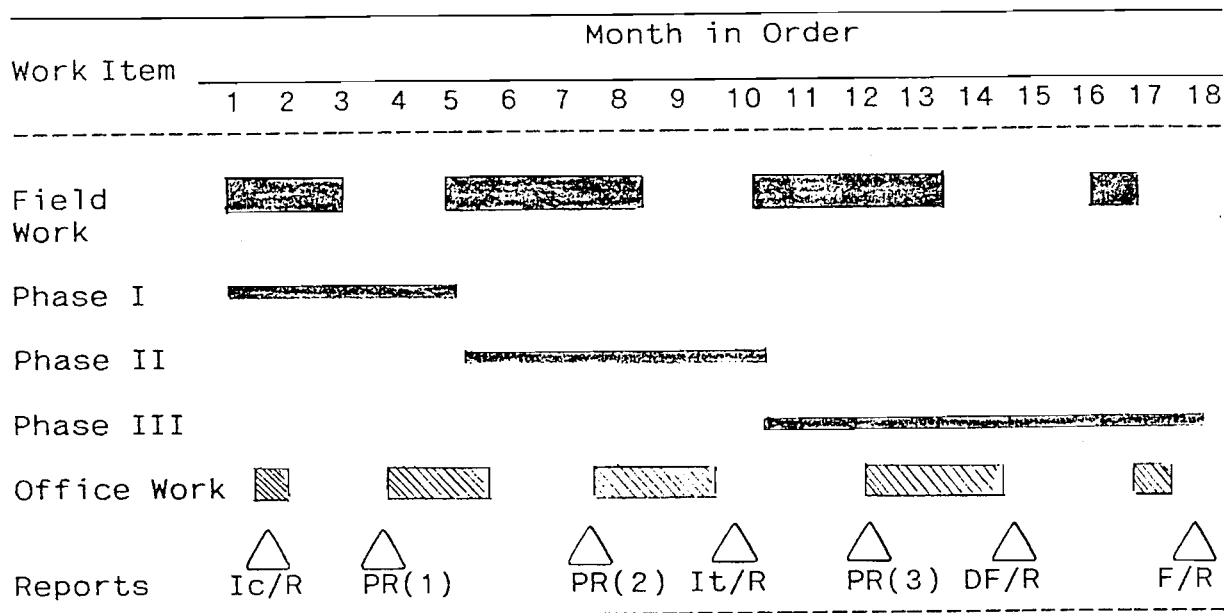 Month in Order
Work Item
1 2 3 4 5 6 7 8 9 10 11 12 13 14 15 16 17 18
Field
Work
Phase I
Phase II
Phase III
Office Work
Reports Ic/R PR(1) PR(2) It/R PR(3) DF/R F/R